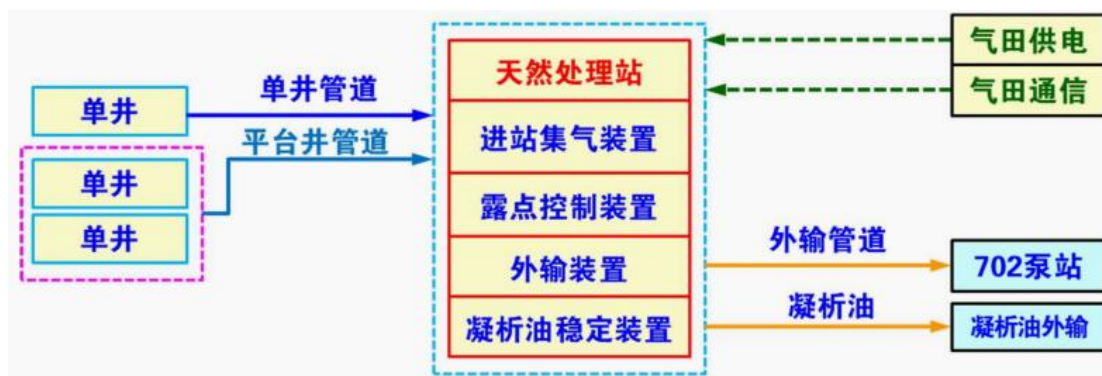 气田供电
天然处理站
气田通信
单井管道
单井
进站集气装置
平台井管道
单井
露点控制装置
单井
外输管道
外输装置
702泵站
凝析油
凝析油稳定装置
凝析油外输